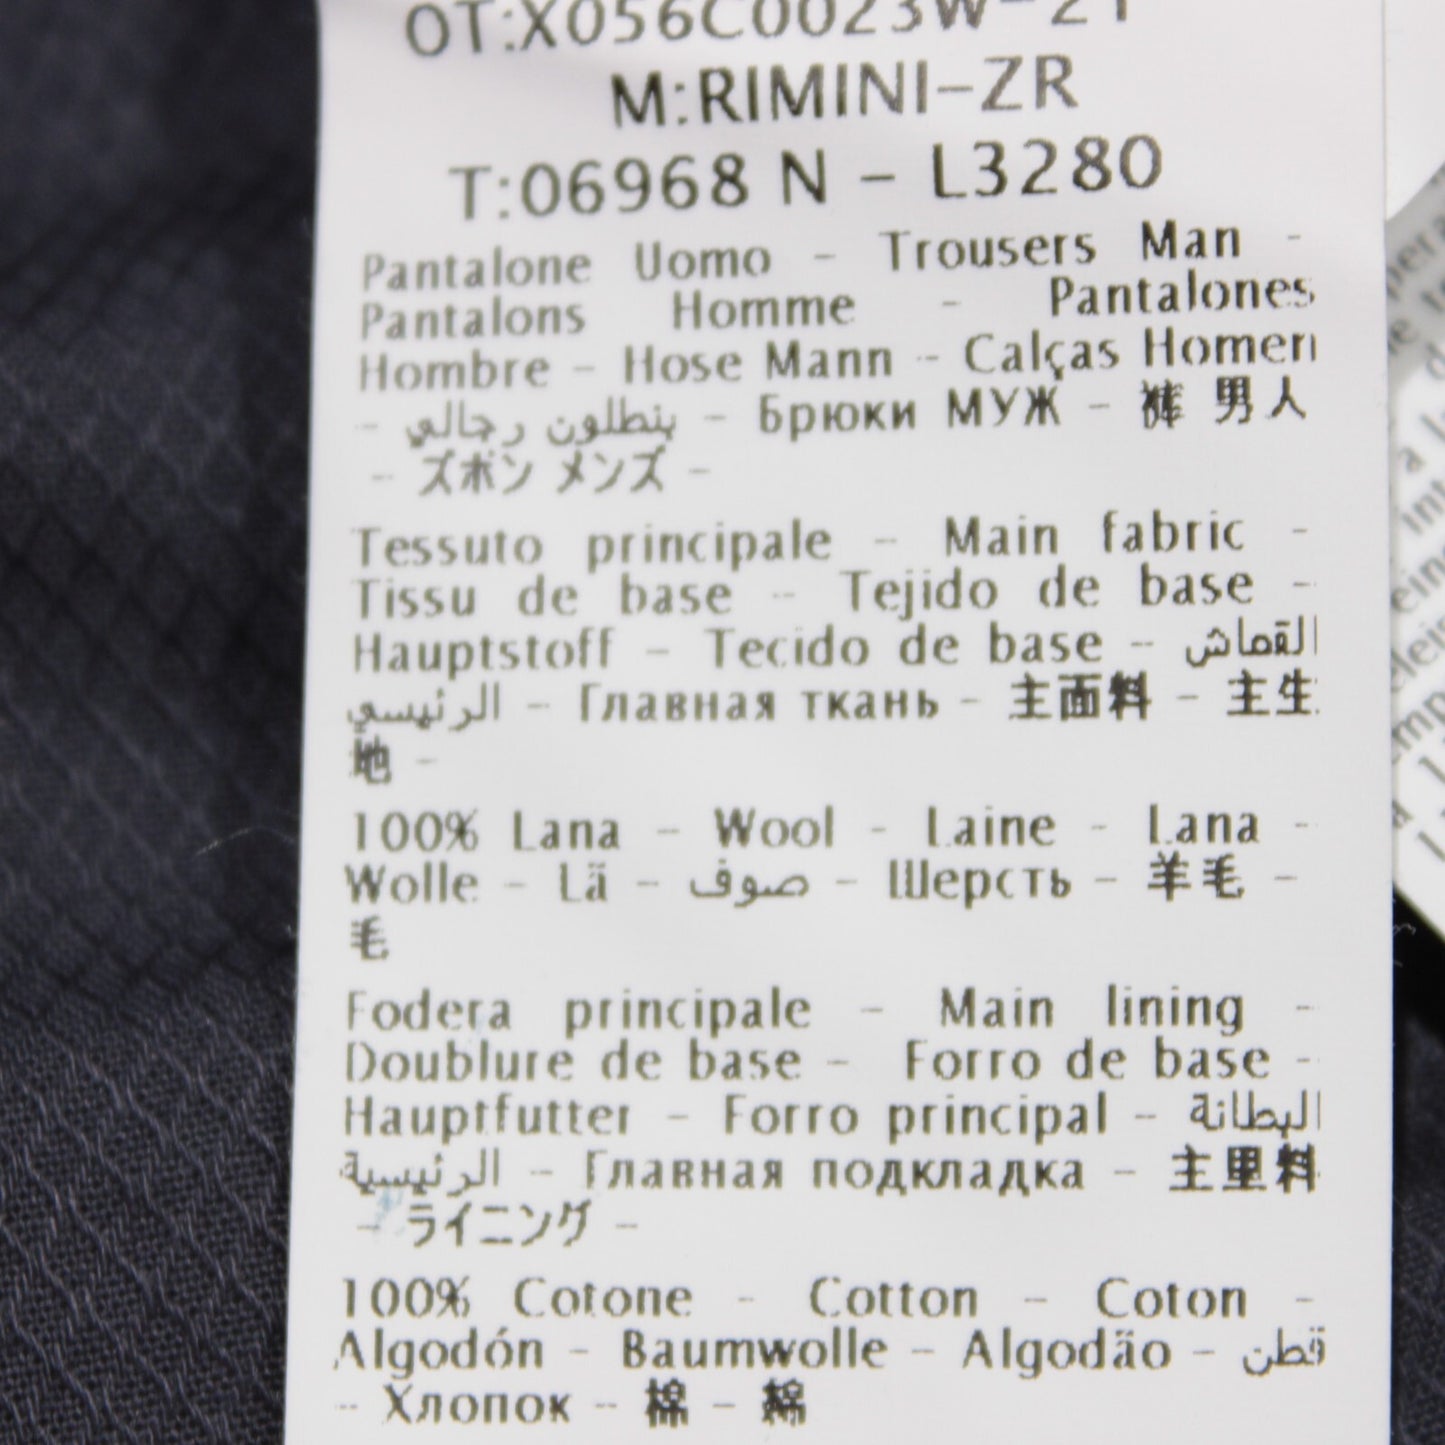 OT:X056C0023W-21
M:RIMINI-ZR
T:06968 N - L3280
Pantalone Uomo - Trousers Man -
Pantalons Homme - Pantalones
Hombre - Hose Mann - Calças Homen
- بنطلون رجالي - Брюки МУЖ - 裤 男人
- ズボン メンズ -
Tessuto principale - Main fabric -
Tissu de base - Tejido de base -
Hauptstoff - Tecido de base - القماش
الرئيسي - Главная ткань - 主面料 - 主生
地 -
100% Lana - Wool - Laine - Lana -
Wolle - Lã - صوف - Шерсть - 羊毛 -
毛
Fodera principale - Main lining -
Doublure de base - Forro de base -
Hauptfutter - Forro principal - البطانة
الرئيسية - Главная подкладка - 主里料
- ライニング -
100% Cotone - Cotton - Coton -
Algodón - Baumwolle - Algodão - قطن
- Хлопок - 棉 - 綿